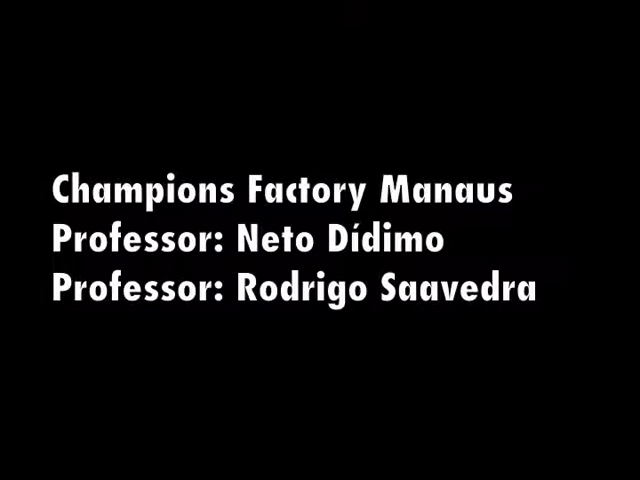 Champions Factory Manaus
Professor: Neto Dídimo
Professor: Rodrigo Saavedra